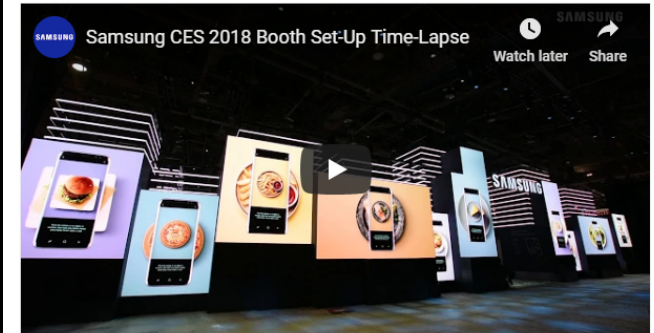 SAMSUNG
Samsung CES 2018 Booth Set-Up Time-Lapse
SAMSUNG
Watch later
Share
SAMSUNG